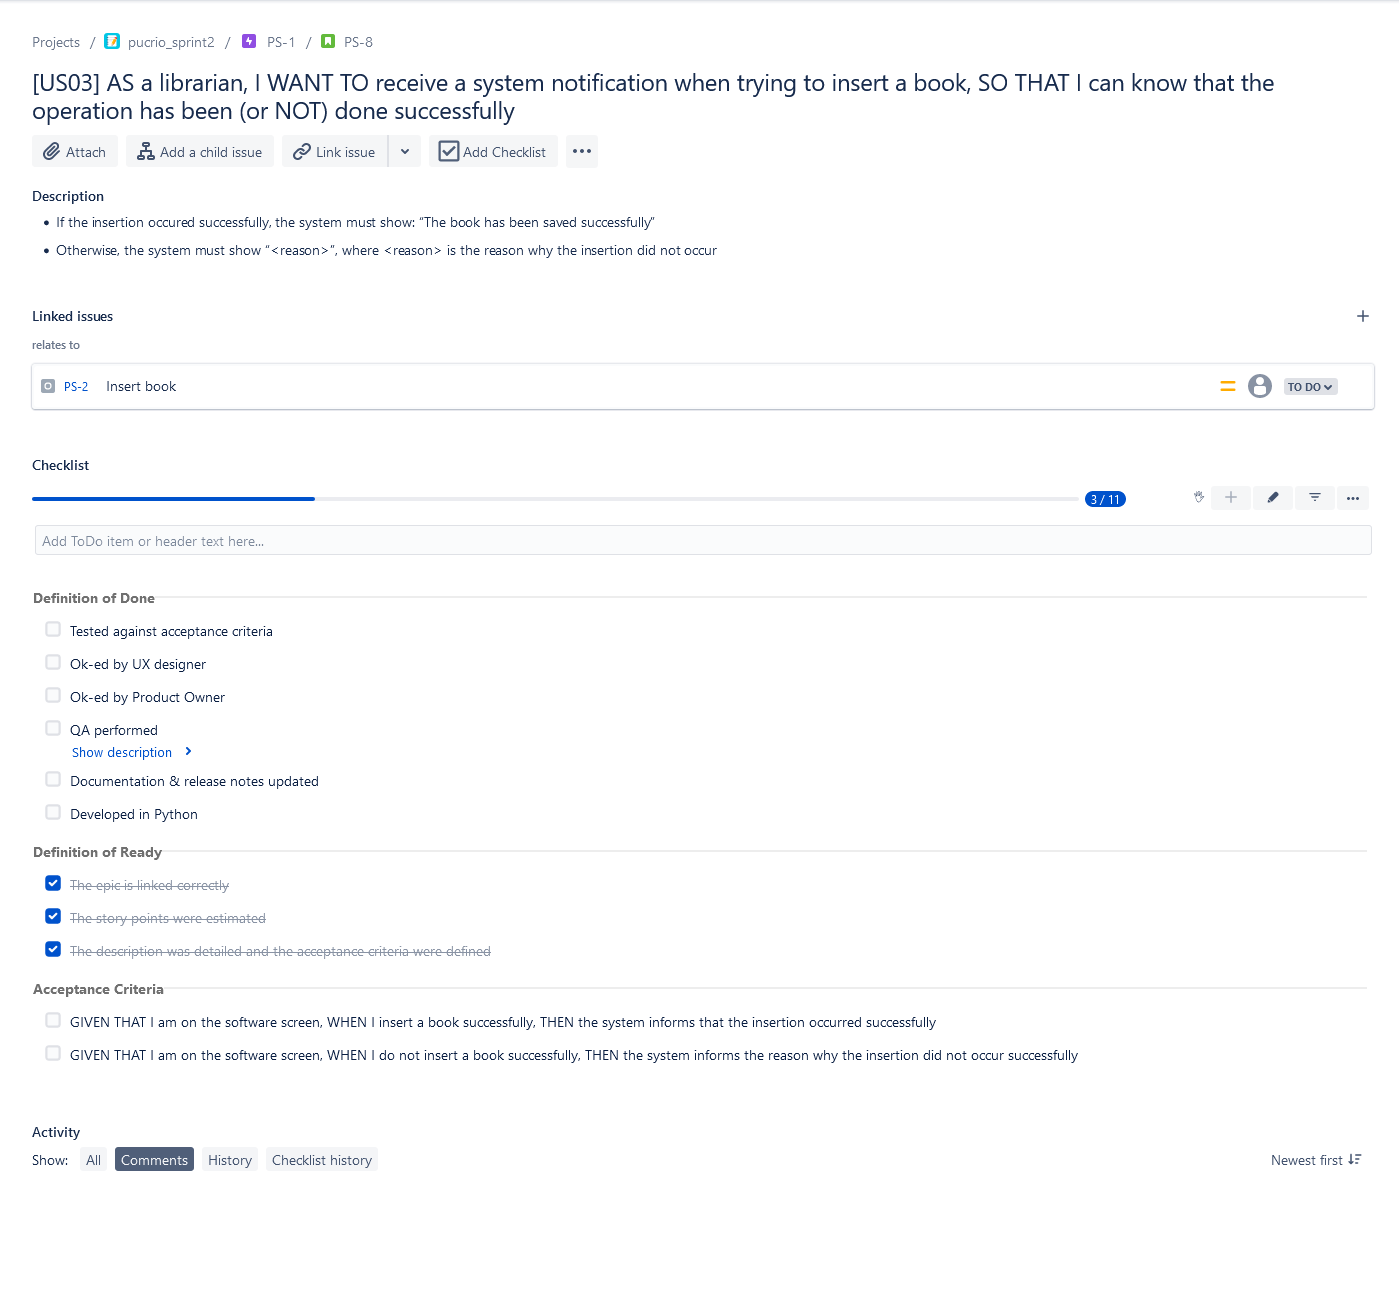 Projects / pucrio_sprint2 / PS-1 / PS-8
[US03] AS a librarian, I WANT TO receive a system notification when trying to insert a book, SO THAT I can know that the
operation has been (or NOT) done successfully
Attach Add a child issue Link issue Add Checklist
Description
• If the insertion occured successfully, the system must show: “The book has been saved successfully”
• Otherwise, the system must show “<reason>”, where <reason> is the reason why the insertion did not occur
Linked issues
relates to
PS-2 Insert book TO DO
Checklist
3 / 11
Add ToDo item or header text here...
Definition of Done
Tested against acceptance criteria
Ok-ed by UX designer
Ok-ed by Product Owner
QA performed
Show description
Documentation & release notes updated
Developed in Python
Definition of Ready
The epic is linked correctly
The story points were estimated
The description was detailed and the acceptance criteria were defined
Acceptance Criteria
GIVEN THAT I am on the software screen, WHEN I insert a book successfully, THEN the system informs that the insertion occurred successfully
GIVEN THAT I am on the software screen, WHEN I do not insert a book successfully, THEN the system informs the reason why the insertion did not occur successfully
Activity
Show: All Comments History Checklist history Newest first